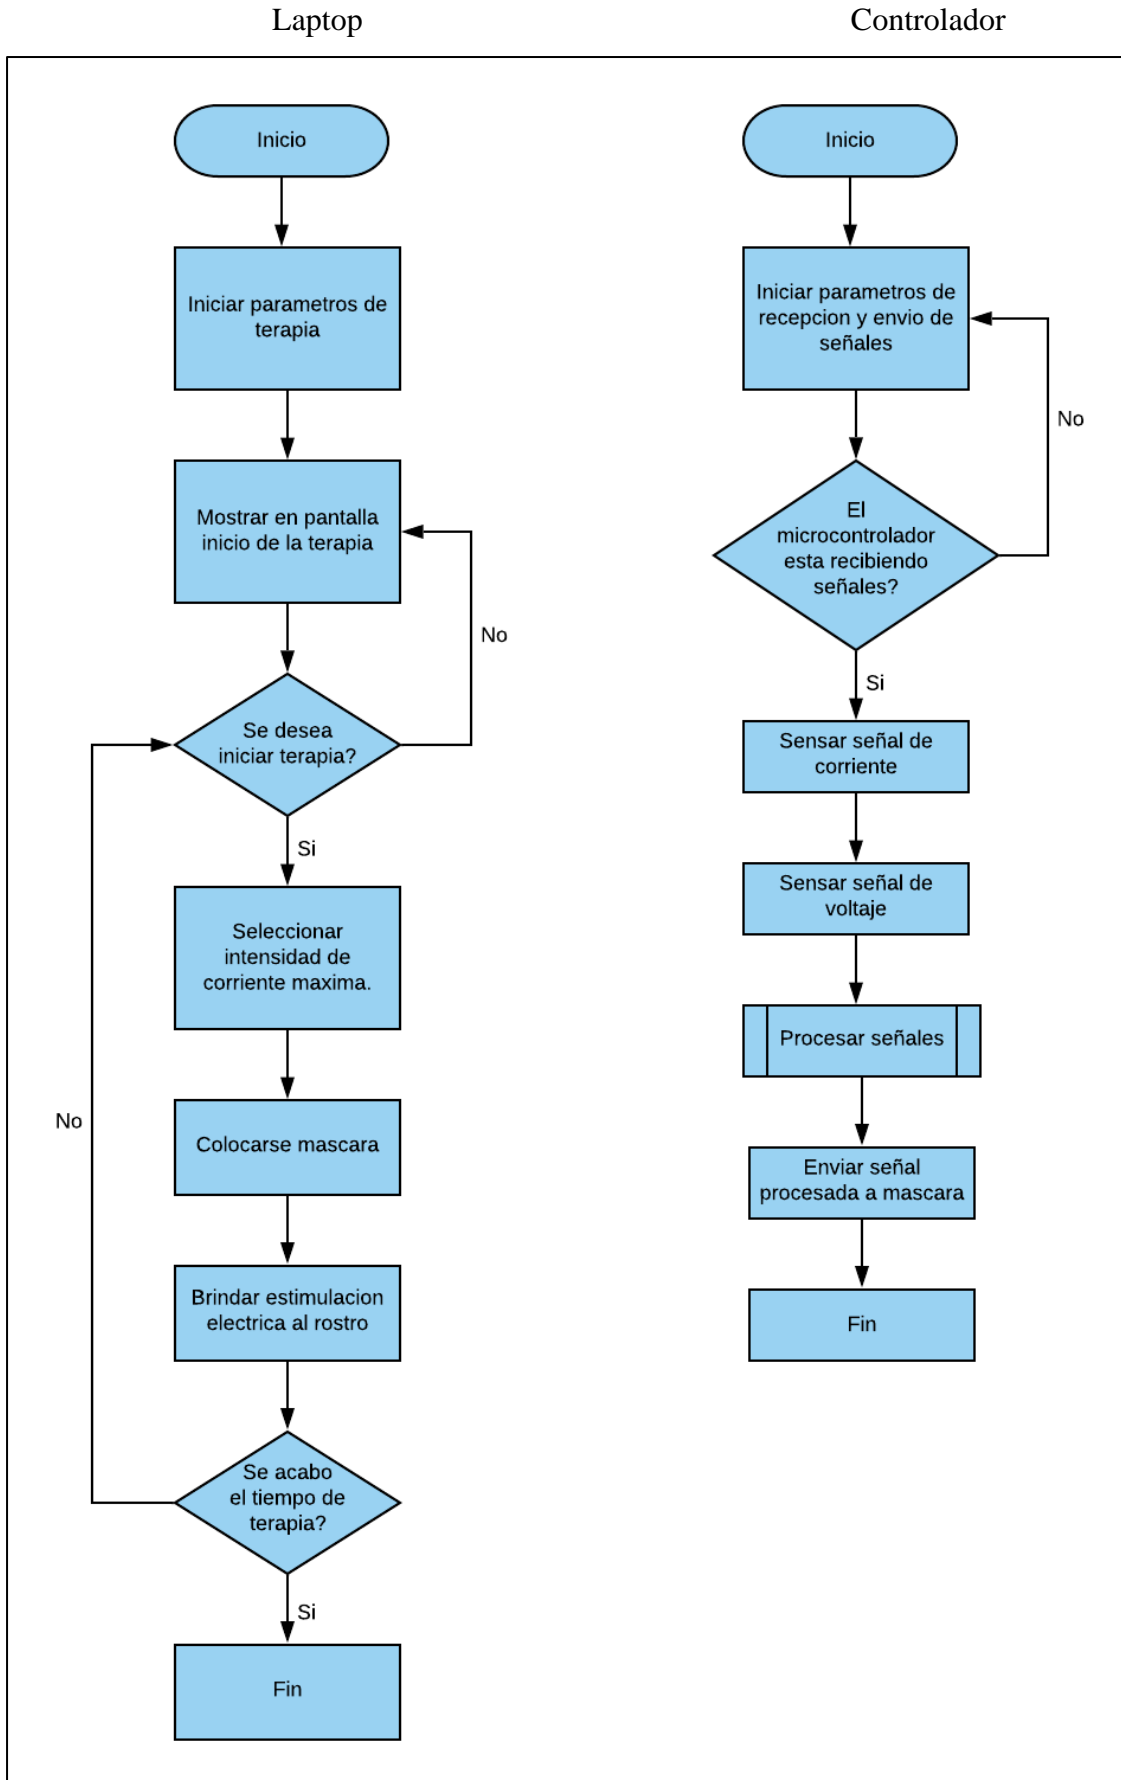 Laptop
Controlador
Inicio
Iniciar parametros de
terapia
Mostrar en pantalla
inicio de la terapia
No
Se desea
iniciar terapia?
Si
Seleccionar
intensidad de
corriente maxima.
No
Colocarse mascara
Brindar estimulacion
electrica al rostro
Se acabo
el tiempo de
terapia?
Si
Fin
Inicio
Iniciar parametros de
recepcion y envio de
señales
No
El
microcontrolador
esta recibiendo
señales?
Si
Sensar señal de
corriente
Sensar señal de
voltaje
Procesar señales
Enviar señal
procesada a mascara
Fin